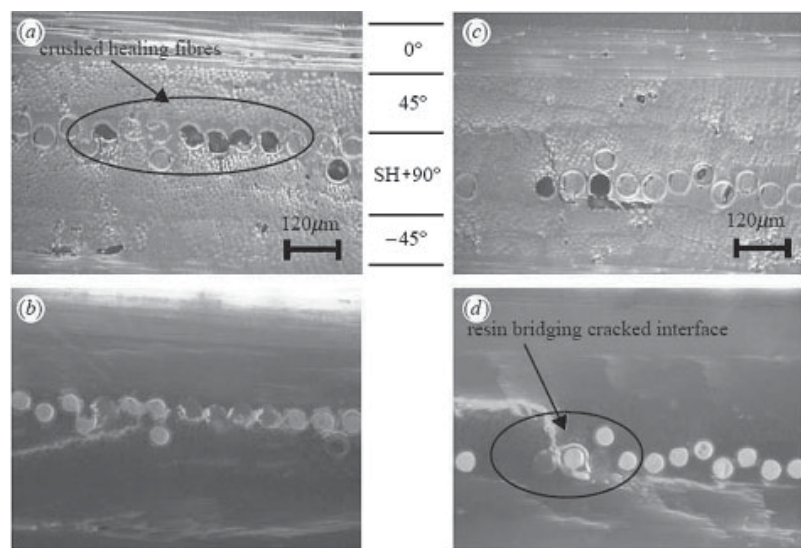 (a)
crushed healing fibres
120μm
0°
45°
SH+90°
−45°
(c)
120μm
(b)
(d)
resin bridging cracked interface